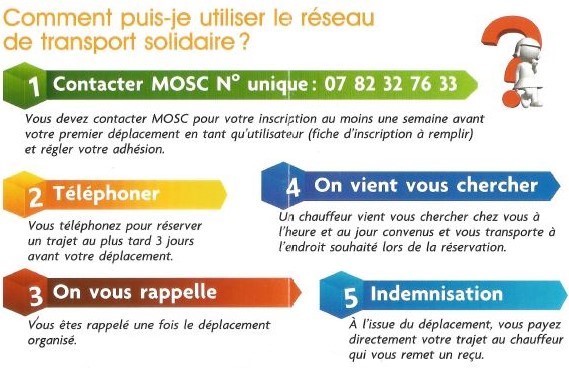 Comment puis-je utiliser le réseau
de transport solidaire ?
1 Contacter MOSC N° unique : 07 82 32 76 33
Vous devez contacter MOSC pour votre inscription au moins une semaine avant
votre premier déplacement en tant qu'utilisateur (fiche d'inscription à remplir)
et régler votre adhésion.
2 Téléphoner
Vous téléphonez pour réserver
un trajet au plus tard 3 jours
avant votre déplacement.
3 On vous rappelle
Vous êtes rappelé une fois le déplacement
organisé.
4 On vient vous chercher
Un chauffeur vient vous chercher chez vous à
l'heure et au jour convenus et vous transporte à
l'endroit souhaité lors de la réservation.
5 Indemnisation
À l'issue du déplacement, vous payez
directement votre trajet au chauffeur
qui vous remet un reçu.